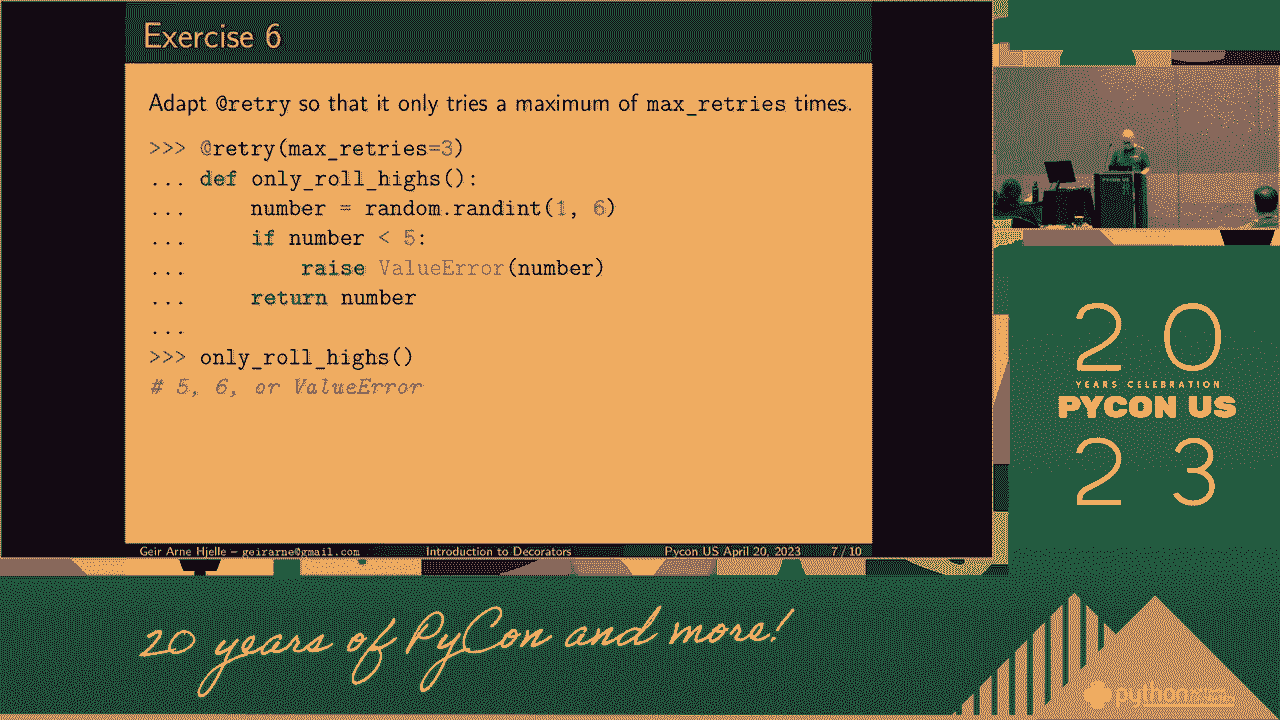 Exercise 6
Adapt @retry so that it only tries a maximum of max_retries times.
>>> @retry(max_retries=3)
... def only_roll_highs():
...     number = random.randint(1, 6)
...     if number < 5:
...         raise ValueError(number)
...     return number
...
>>> only_roll_highs()
# 5, 6, or ValueError
Geir Arne Hjelle – geirarne@gmail.com Introduction to Decorators Pycon US April 20, 2023 7 / 10
PYCON US
20
YEARS CELEBRATION
PYCON US
23
20 years of PyCon and more!
python